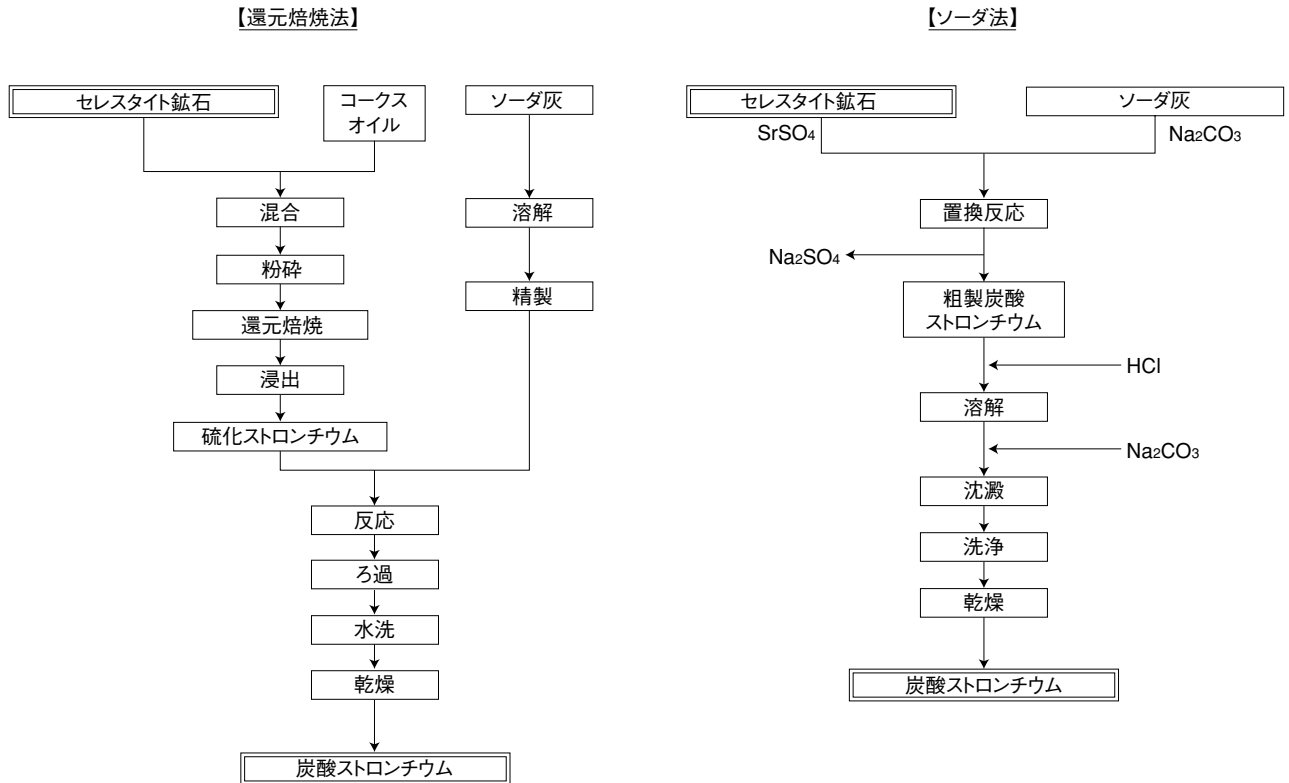 【還元焙焼法】
セレスタイト鉱石
コークス
オイル
ソーダ灰
混合
粉砕
還元焙焼
浸出
硫化ストロンチウム
溶解
精製
反応
ろ過
水洗
乾燥
炭酸ストロンチウム
【ソーダ法】
セレスタイト鉱石
ソーダ灰
SrSO4
Na2CO3
置換反応
Na2SO4
粗製炭酸
ストロンチウム
HCl
溶解
Na2CO3
沈澱
洗浄
乾燥
炭酸ストロンチウム